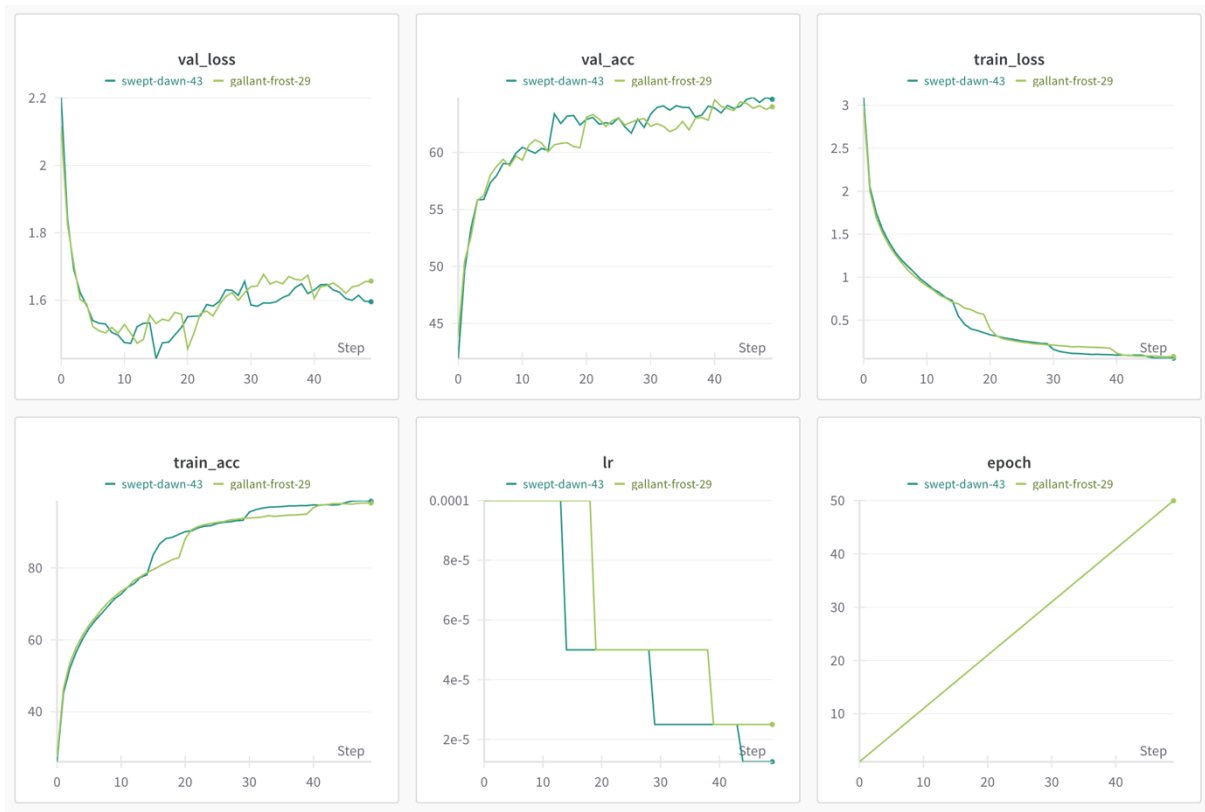 val_loss
swept-dawn-43 gallant-frost-29
2.2
2
1.8
1.6
Step
0 10 20 30 40
val_acc
swept-dawn-43 gallant-frost-29
60
55
50
45
Step
0 10 20 30 40
train_loss
swept-dawn-43 gallant-frost-29
3
2.5
2
1.5
1
0.5
Step
0 10 20 30 40
train_acc
swept-dawn-43 gallant-frost-29
80
60
40
Step
0 10 20 30 40
lr
swept-dawn-43 gallant-frost-29
0.0001
8e-5
6e-5
4e-5
2e-5
Step
0 10 20 30 40
epoch
swept-dawn-43 gallant-frost-29
50
40
30
20
10
Step
0 10 20 30 40